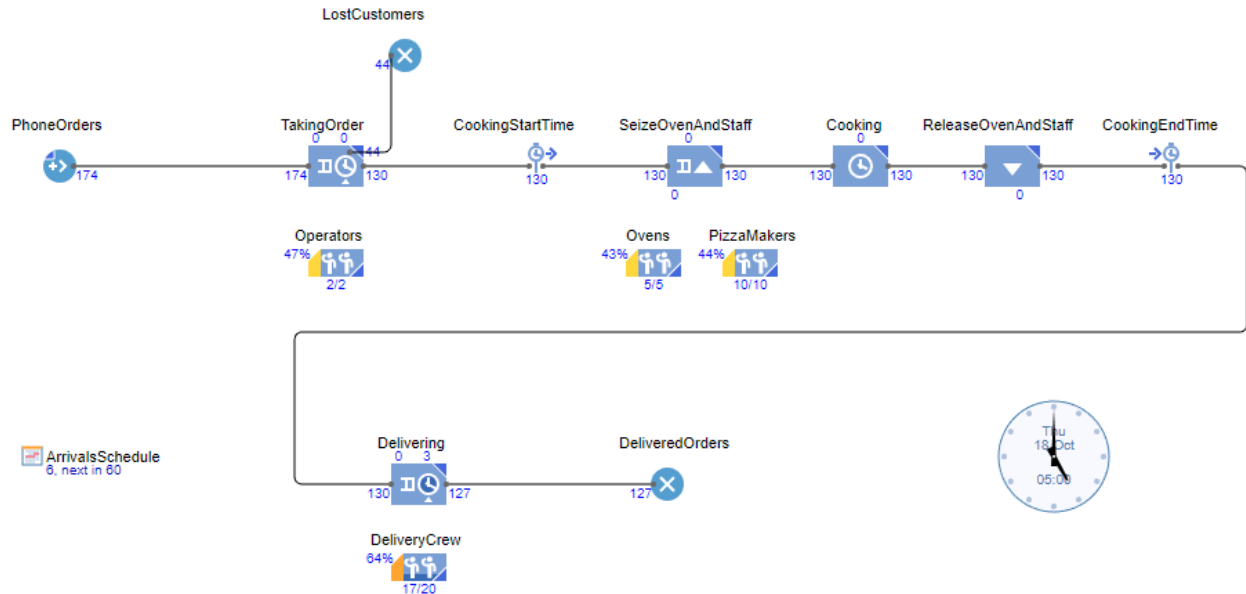 LostCustomers
44
PhoneOrders
174
TakingOrder
0 0
44
174 130
CookingStartTime
130
SeizeOvenAndStaff
0
130 130
0
Cooking
0
130 130
ReleaseOvenAndStaff
130 130
0
CookingEndTime
130
Operators
47%
2/2
Ovens
43%
5/5
PizzaMakers
44%
10/10
ArrivalsSchedule
6, next in 60
Delivering
0 3
130 127
DeliveredOrders
127
DeliveryCrew
64%
17/20
Thu
18 Oct
05:00